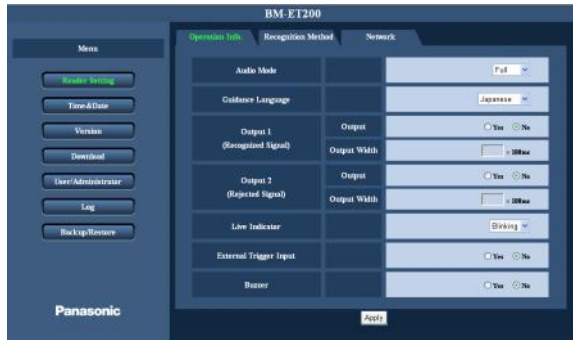 BM-ET200
Menu
Reader Setting
Time&Date
Version
Download
User/Administrator
Log
Backup/Restore
Panasonic
Operation Info. Recognition Method Network
Audio Mode Full
Guidance Language Japanese
Output 1
(Recognized Signal)
Output Yes No
Output Width x 100ms
Output 2
(Rejected Signal)
Output Yes No
Output Width x 100ms
Live Indicator Blinking
External Trigger Input Yes No
Buzzer Yes No
Apply